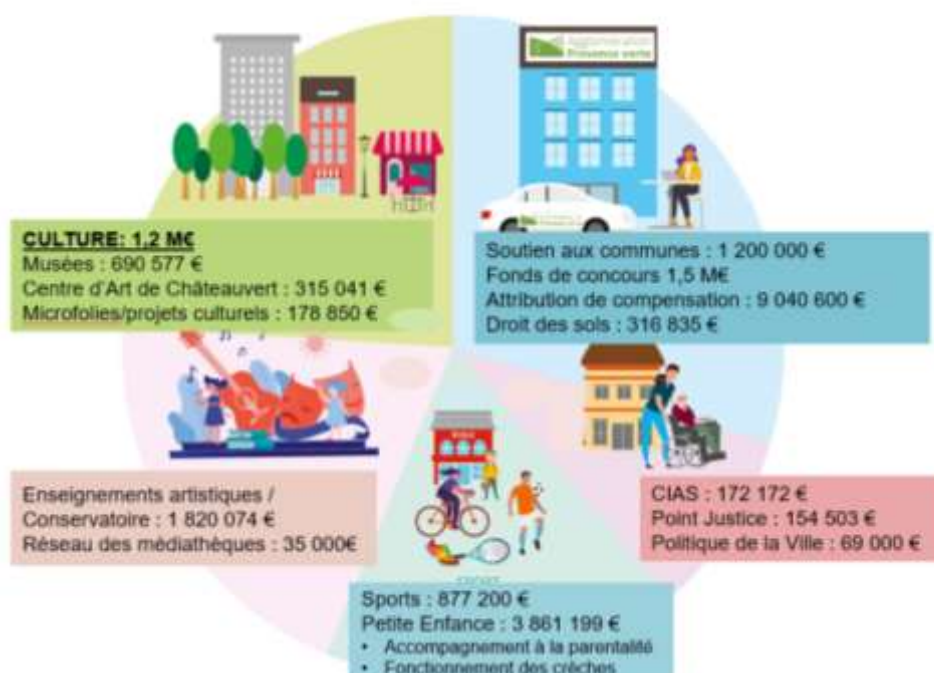 Agglomération
Provence verte
CULTURE: 1,2 M€
Musées : 690 577 €
Centre d'Art de Châteauvert : 315 041 €
Microfolies/projets culturels : 178 850 €
Soutien aux communes : 1 200 000 €
Fonds de concours 1,5 M€
Attribution de compensation : 9 040 600 €
Droit des sols : 316 835 €
Enseignements artistiques /
Conservatoire : 1 820 074 €
Réseau des médiathèques : 35 000€
CIAS : 172 172 €
Point Justice : 154 503 €
Politique de la Ville : 69 000 €
Sports : 877 200 €
Petite Enfance : 3 861 199 €
• Accompagnement à la parentalité
• Fonctionnement des crèches